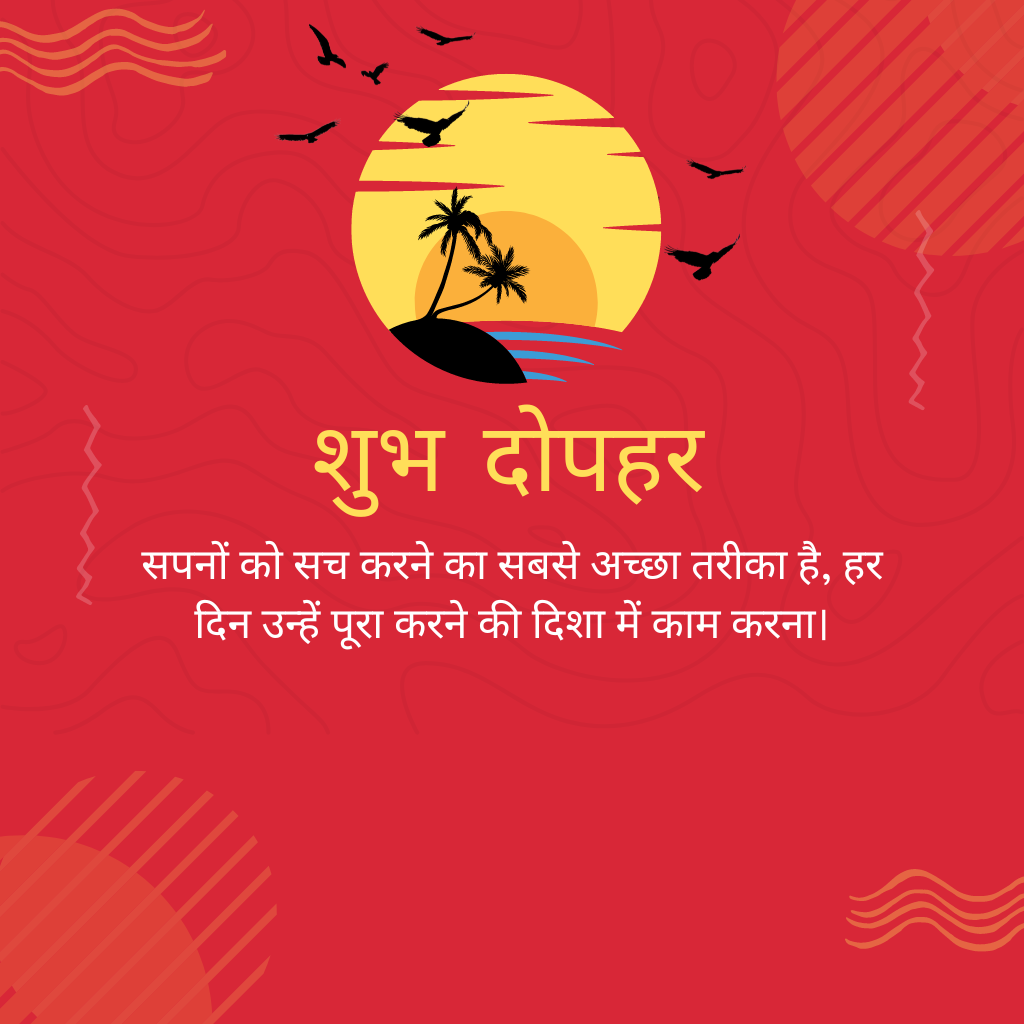 शुभ दोपहर
सपनों को सच करने का सबसे अच्छा तरीका है, हर
दिन उन्हें पूरा करने की दिशा में काम करना।